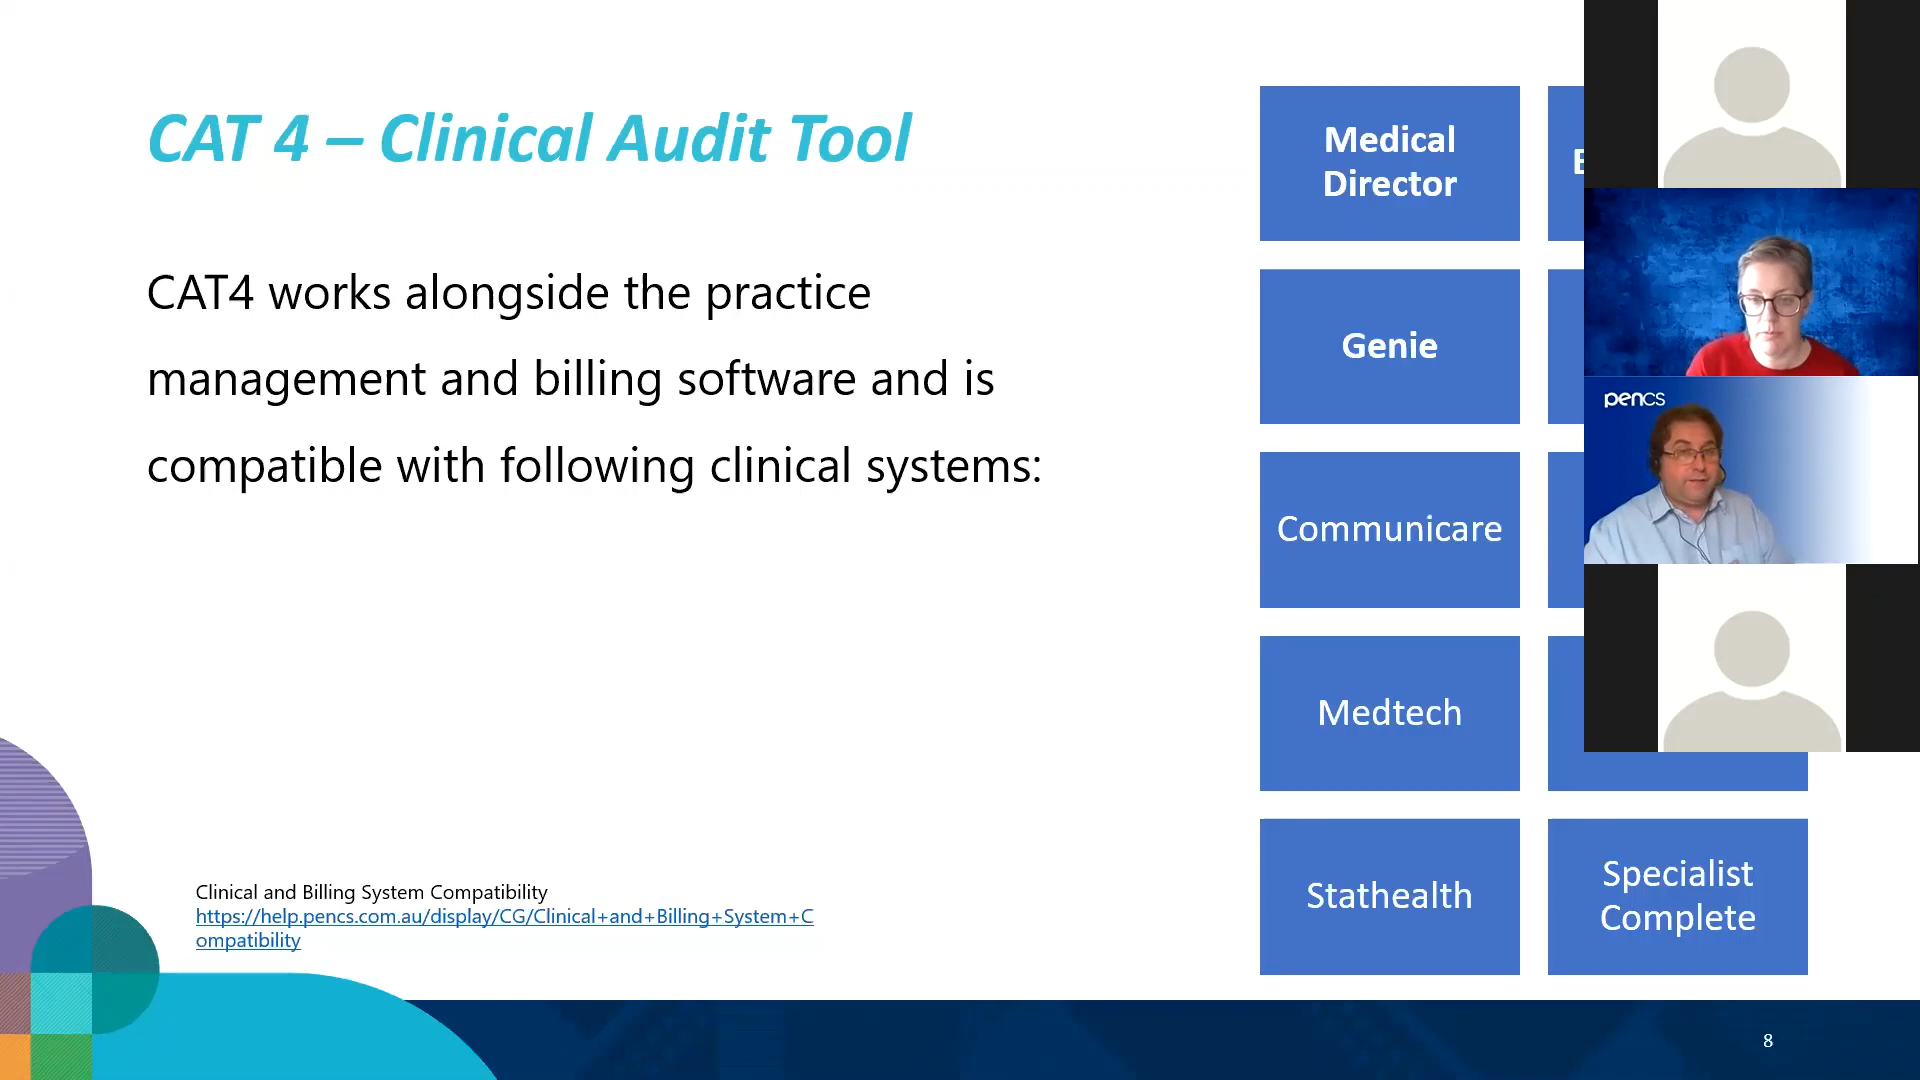 CAT 4 – Clinical Audit Tool
CAT4 works alongside the practice
management and billing software and is
compatible with following clinical systems:
Medical
Director
Genie
Communicare
Medtech
Stathealth
Specialist
Complete
pencs
Clinical and Billing System Compatibility
https://help.pencs.com.au/display/CG/Clinical+and+Billing+System+C
ompatibility
8